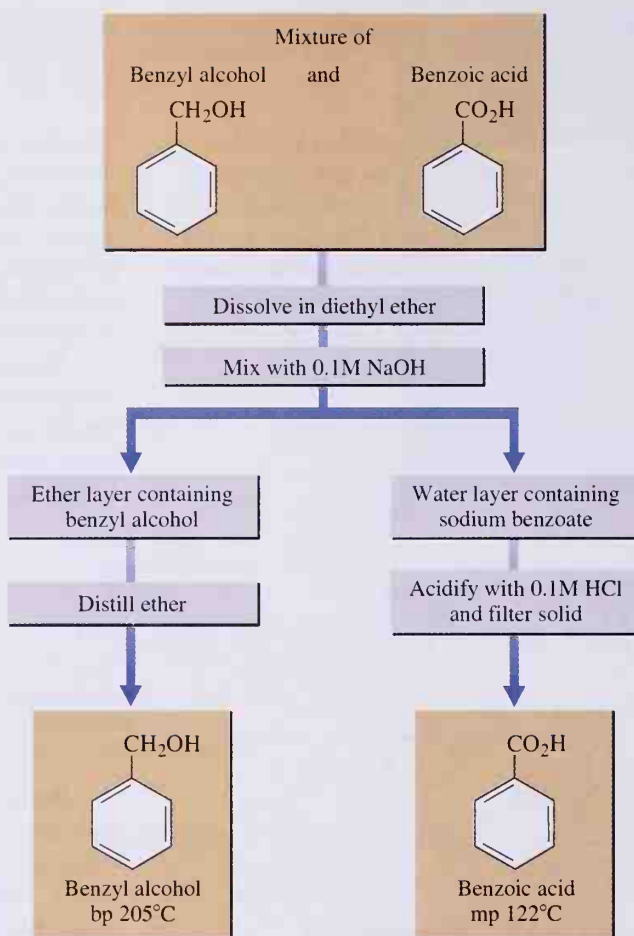 Mixture of
Benzyl alcohol and Benzoic acid
CH₂OH CO₂H
Dissolve in diethyl ether
Mix with 0.1M NaOH
Ether layer containing
benzyl alcohol
Water layer containing
sodium benzoate
Distill ether
Acidify with 0.1M HCl
and filter solid
CH₂OH
Benzyl alcohol
bp 205°C
CO₂H
Benzoic acid
mp 122°C